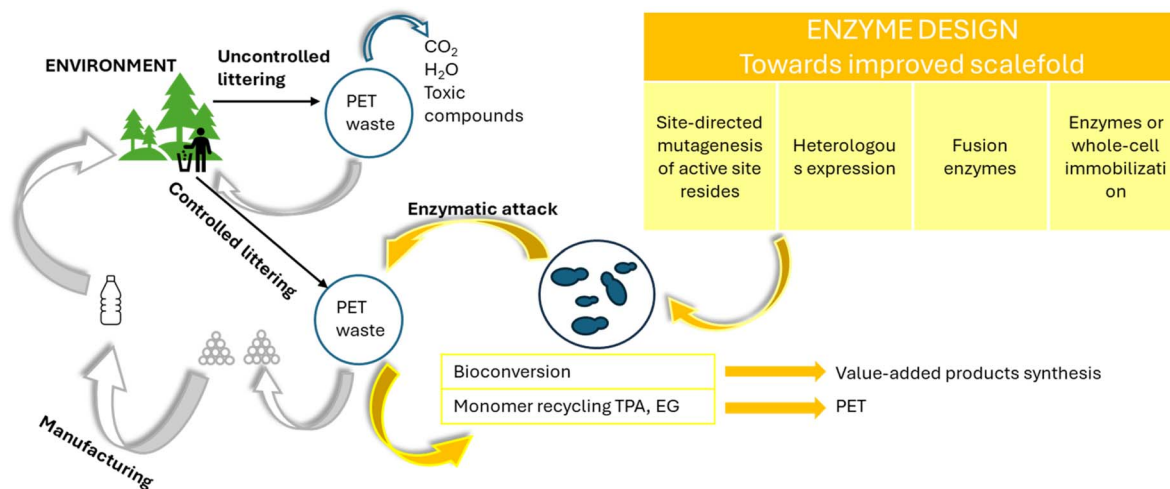 ENZYME DESIGN
Towards improved scalefold
Site-directed
mutagenesis
of active site
resides
Heterologou
s expression
Fusion
enzymes
Enzymes or
whole-cell
immobilizati
on
ENVIRONMENT
Uncontrolled
littering
PET
waste
CO₂
H₂O
Toxic
compounds
Controlled littering
Enzymatic attack
PET
waste
Bioconversion
Value-added products synthesis
Monomer recycling TPA, EG
PET
Manufacturing